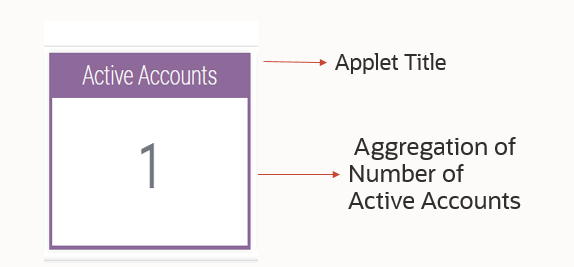 Active Accounts
Applet Title
1
Aggregation of
Number of
Active Accounts